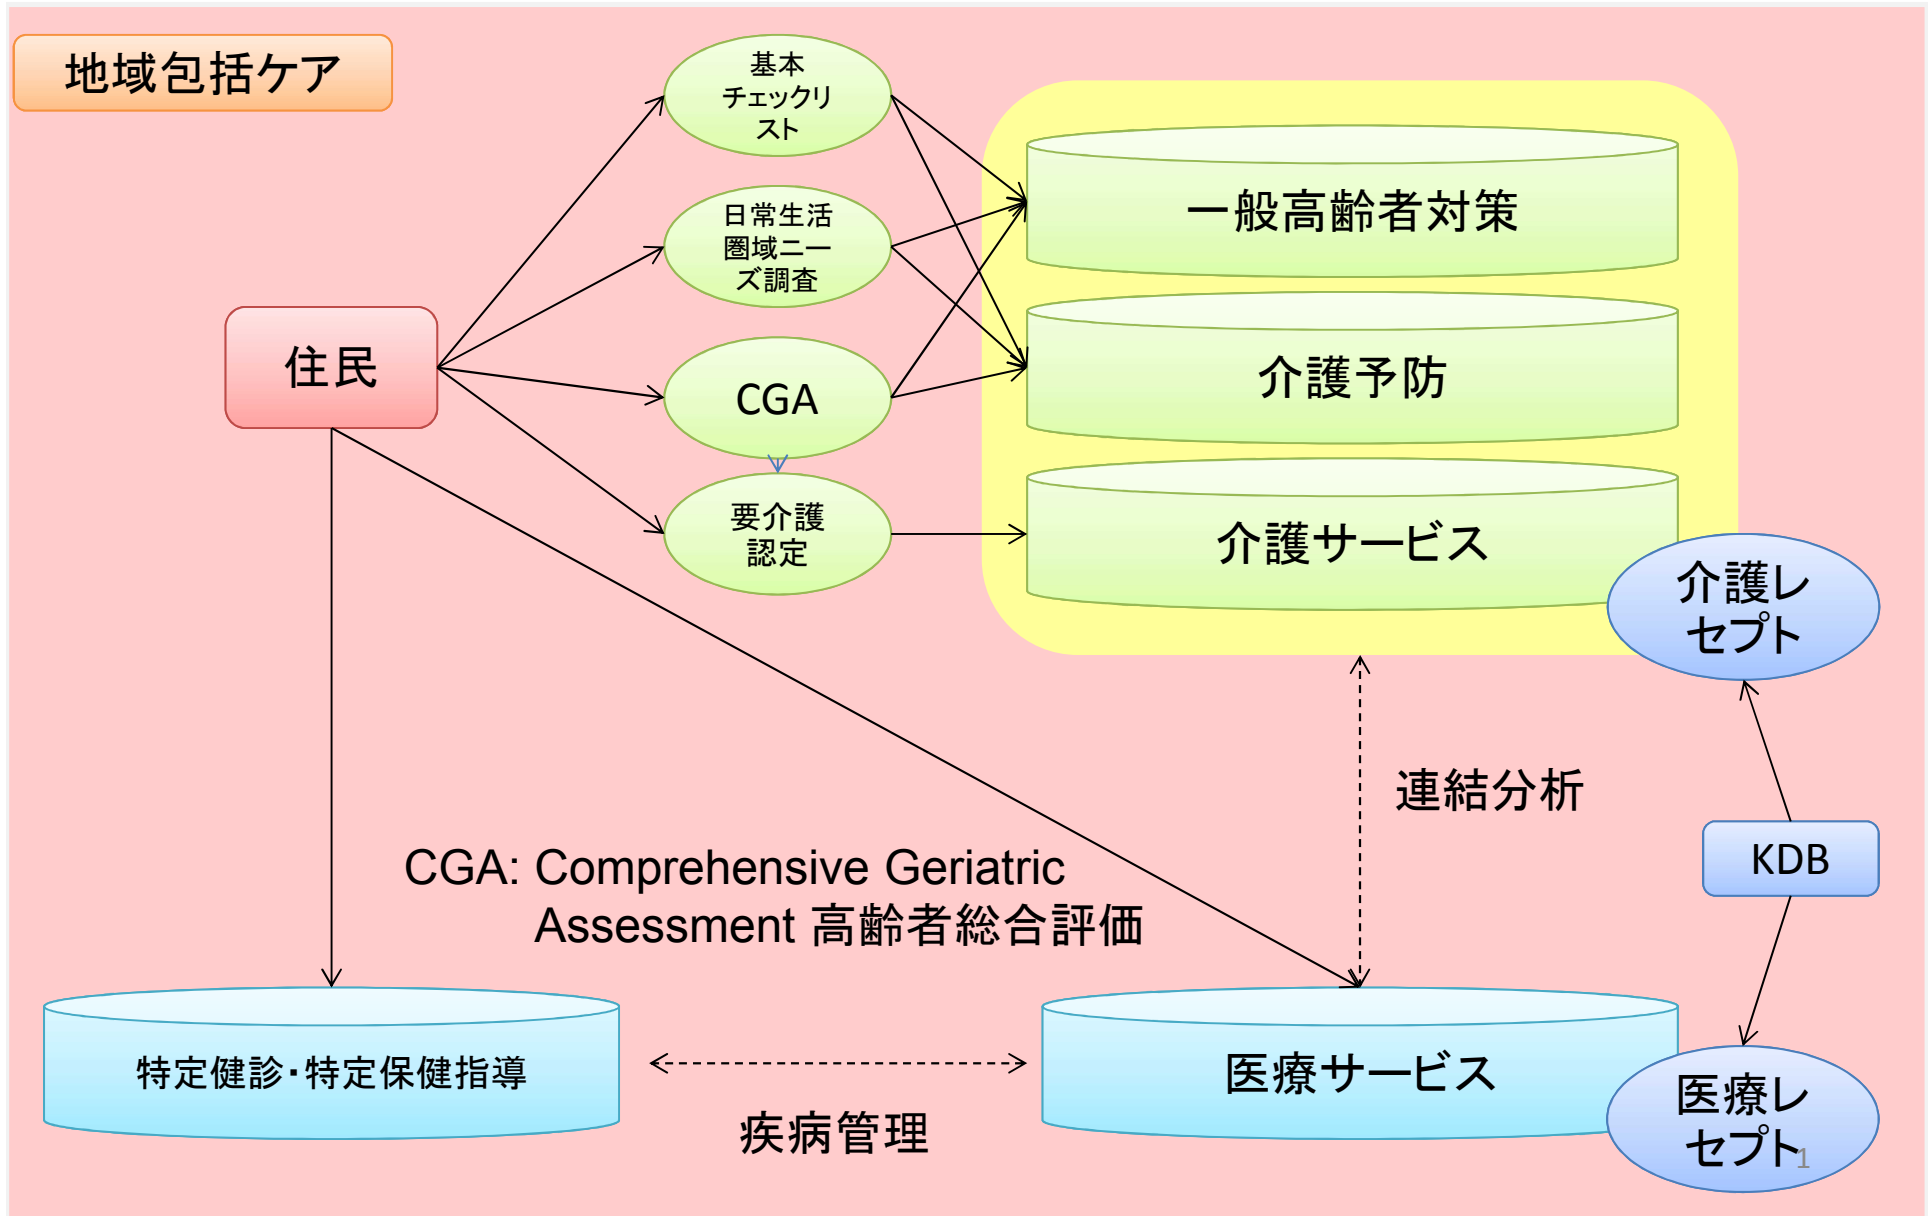 地域包括ケア
基本
チェックリ
スト
日常生活
圏域ニー
ズ調査
CGA
要介護
認定
住民
一般高齢者対策
介護予防
介護サービス
介護レ
セプト
連結分析
KDB
CGA: Comprehensive Geriatric
Assessment 高齢者総合評価
特定健診・特定保健指導
疾病管理
医療サービス
医療レ
セプト
1